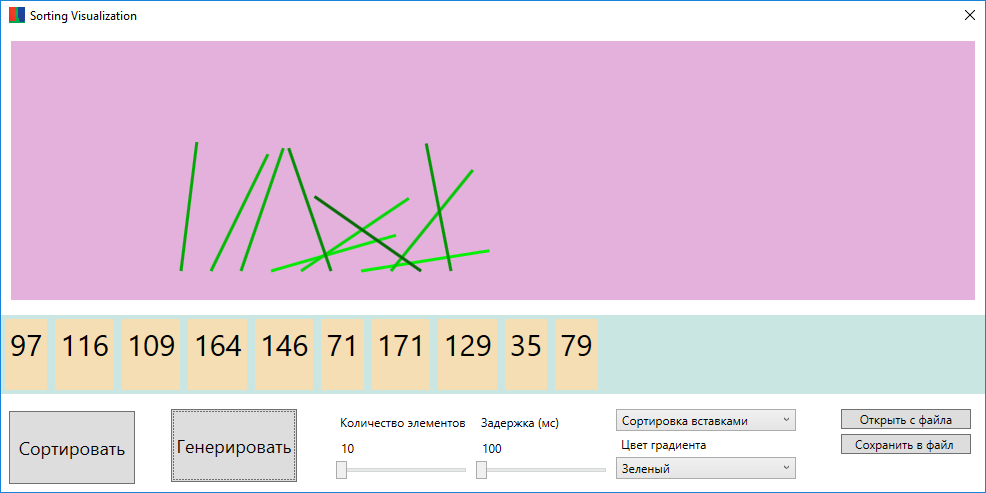 Sorting Visualization
97 116 109 164 146 71 171 129 35 79
Сортировать
Генерировать
Количество элементов
10
Задержка (мс)
100
Сортировка вставками
Цвет градиента
Зеленый
Открыть с файла
Сохранить в файл